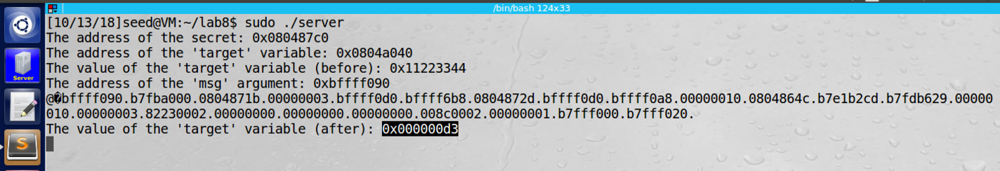 /bin/bash 124x33
[10/13/18]seed@VM:~/lab8$ sudo ./server
The address of the secret: 0x080487c0
The address of the 'target' variable: 0x0804a040
The value of the 'target' variable (before): 0x11223344
The address of the 'msg' argument: 0xbffff090
@�bffff090.b7fba000.0804871b.00000003.bffff0d0.bffff6b8.0804872d.bffff0d0.bffff0a8.00000010.0804864c.b7e1b2cd.b7fdb629.00000
010.00000003.82230002.00000000.00000000.00000000.008c0002.00000001.b7fff000.b7fff020.
The value of the 'target' variable (after): 0x000000d3
Server
S